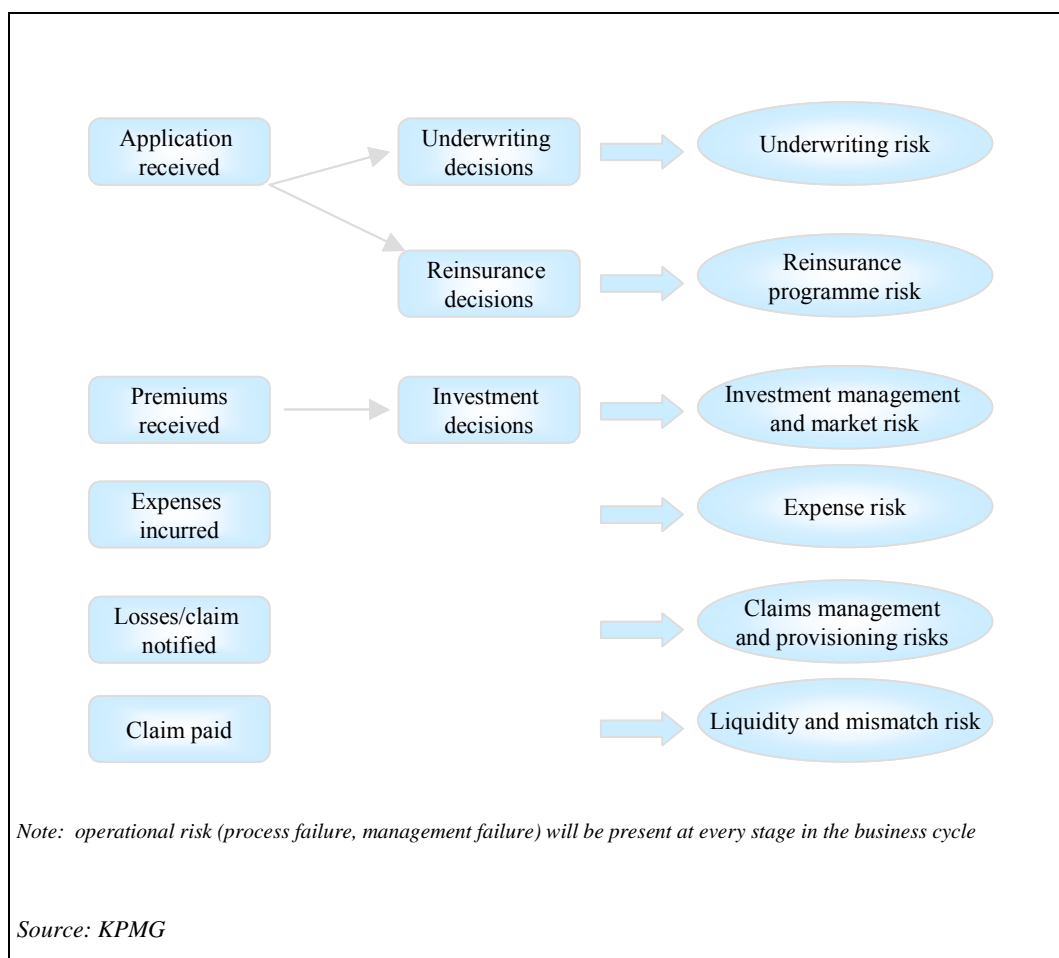 Application
received
Underwriting
decisions
Underwriting risk
Reinsurance
decisions
Reinsurance
programme risk
Premiums
received
Investment
decisions
Investment management
and market risk
Expenses
incurred
Expense risk
Losses/claim
notified
Claims management
and provisioning risks
Claim paid
Liquidity and mismatch risk
Note: operational risk (process failure, management failure) will be present at every stage in the business cycle
Source: KPMG